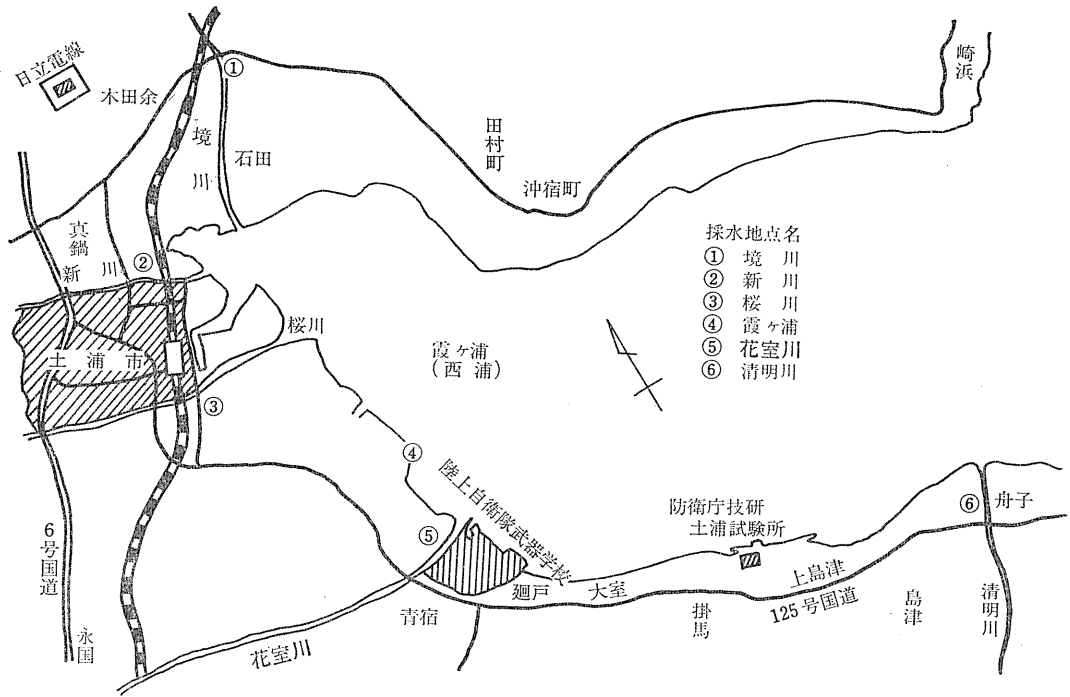 日立電線
木田余
①
境川
石田
田村町
沖宿町
崎浜
真鍋
新川
②
土浦市
桜川
③
霞ヶ浦
(西浦)
採水地点名
① 境川
② 新川
③ 桜川
④ 霞ヶ浦
⑤ 花室川
⑥ 清明川
④
陸上自衛隊武器学校
⑤
防衛庁技研
土浦試験所
⑥
舟子
6号国道
永国
花室川
青宿
廻戸
大室
掛馬
上島津
125号国道
島津
清明川